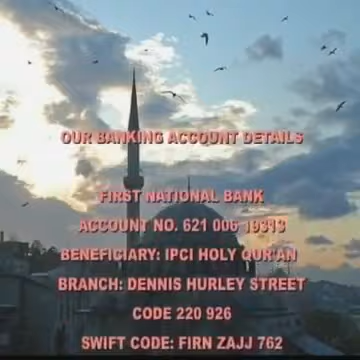 OUR BANKING ACCOUNT DETAILS
FIRST NATIONAL BANK
ACCOUNT NO. 621 006 19313
BENEFICIARY: IPCI HOLY QUR'AN
BRANCH: DENNIS HURLEY STREET
CODE 220 926
SWIFT CODE: FIRN ZAJJ 762